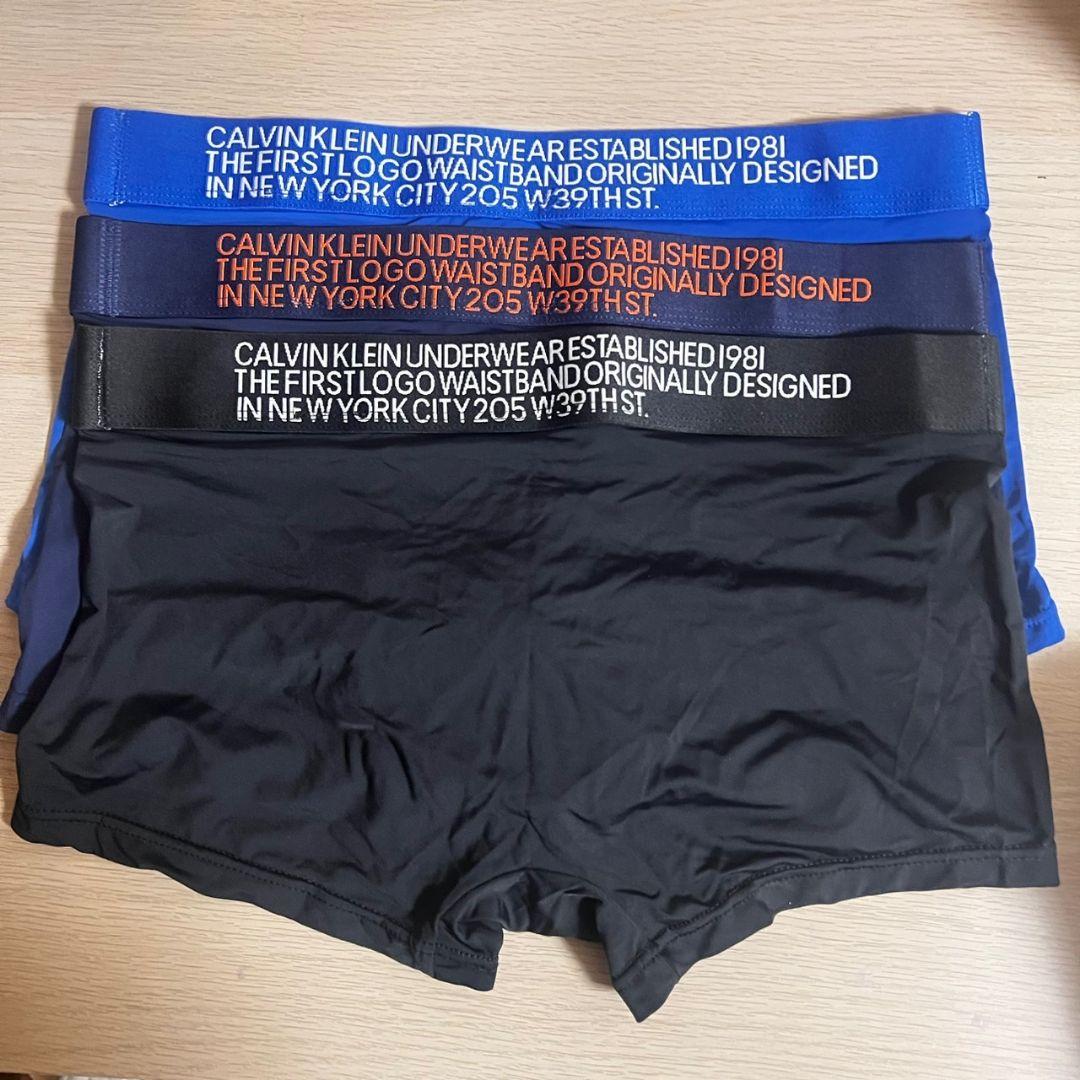 CALVIN KLEIN UNDERWEAR ESTABLISHED 1981
THE FIRST LOGO WAISTBAND ORIGINALLY DESIGNED
IN NEW YORK CITY 205 W39TH ST.
CALVIN KLEIN UNDERWEAR ESTABLISHED 1981
THE FIRST LOGO WAISTBAND ORIGINALLY DESIGNED
IN NEW YORK CITY 205 W39TH ST.
CALVIN KLEIN UNDERWEAR ESTABLISHED 1981
THE FIRST LOGO WAISTBAND ORIGINALLY DESIGNED
IN NEW YORK CITY 205 W39TH ST.